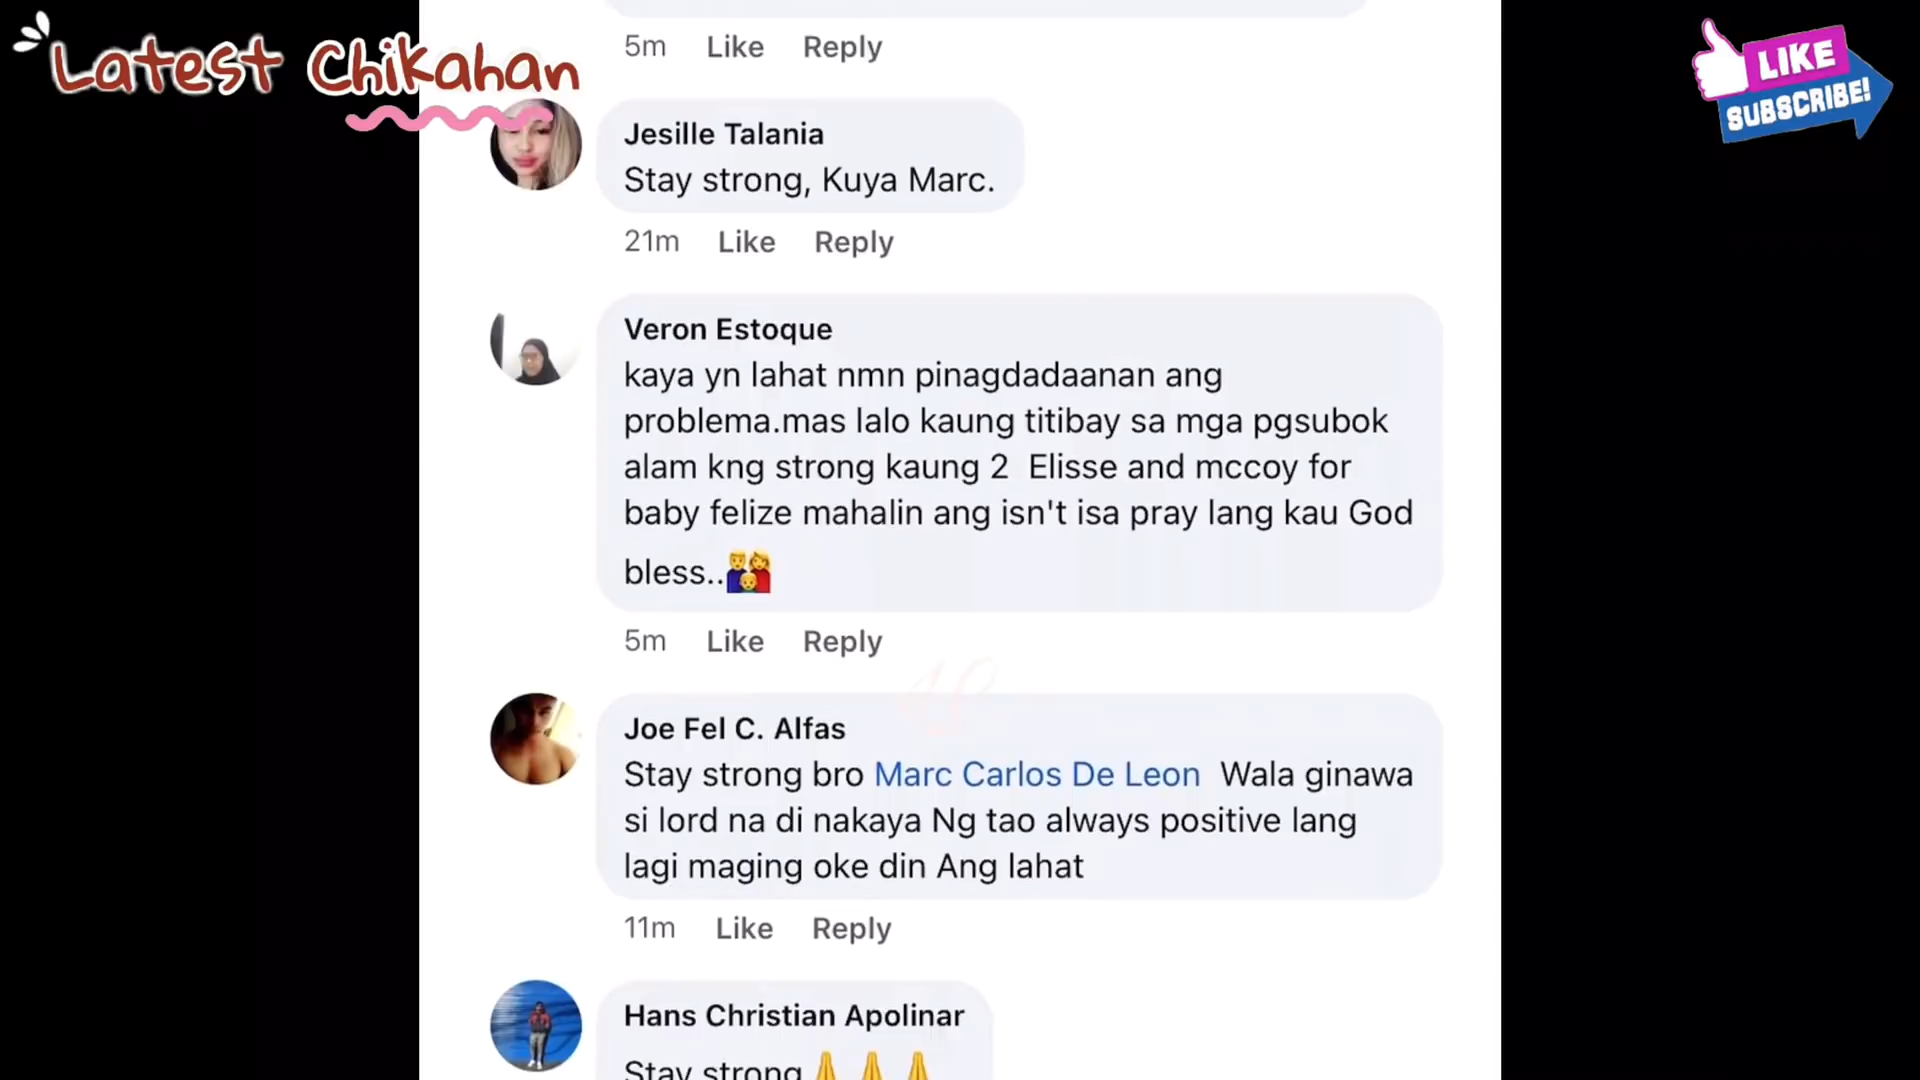 Latest Chikahan
LIKE
SUBSCRIBE!
5m Like Reply
Jesille Talania
Stay strong, Kuya Marc.
21m Like Reply
Veron Estoque
kaya yn lahat nmn pinagdadaanan ang
problema.mas lalo kaung titibay sa mga pgsubok
alam kng strong kaung 2 Elisse and mccoy for
baby felize mahalin ang isn't isa pray lang kau God
bless..👨‍👩‍👦
5m Like Reply
Joe Fel C. Alfas
Stay strong bro Marc Carlos De Leon Wala ginawa
si lord na di nakaya Ng tao always positive lang
lagi maging oke din Ang lahat
11m Like Reply
Hans Christian Apolinar
Stay strong 🙏🙏🙏